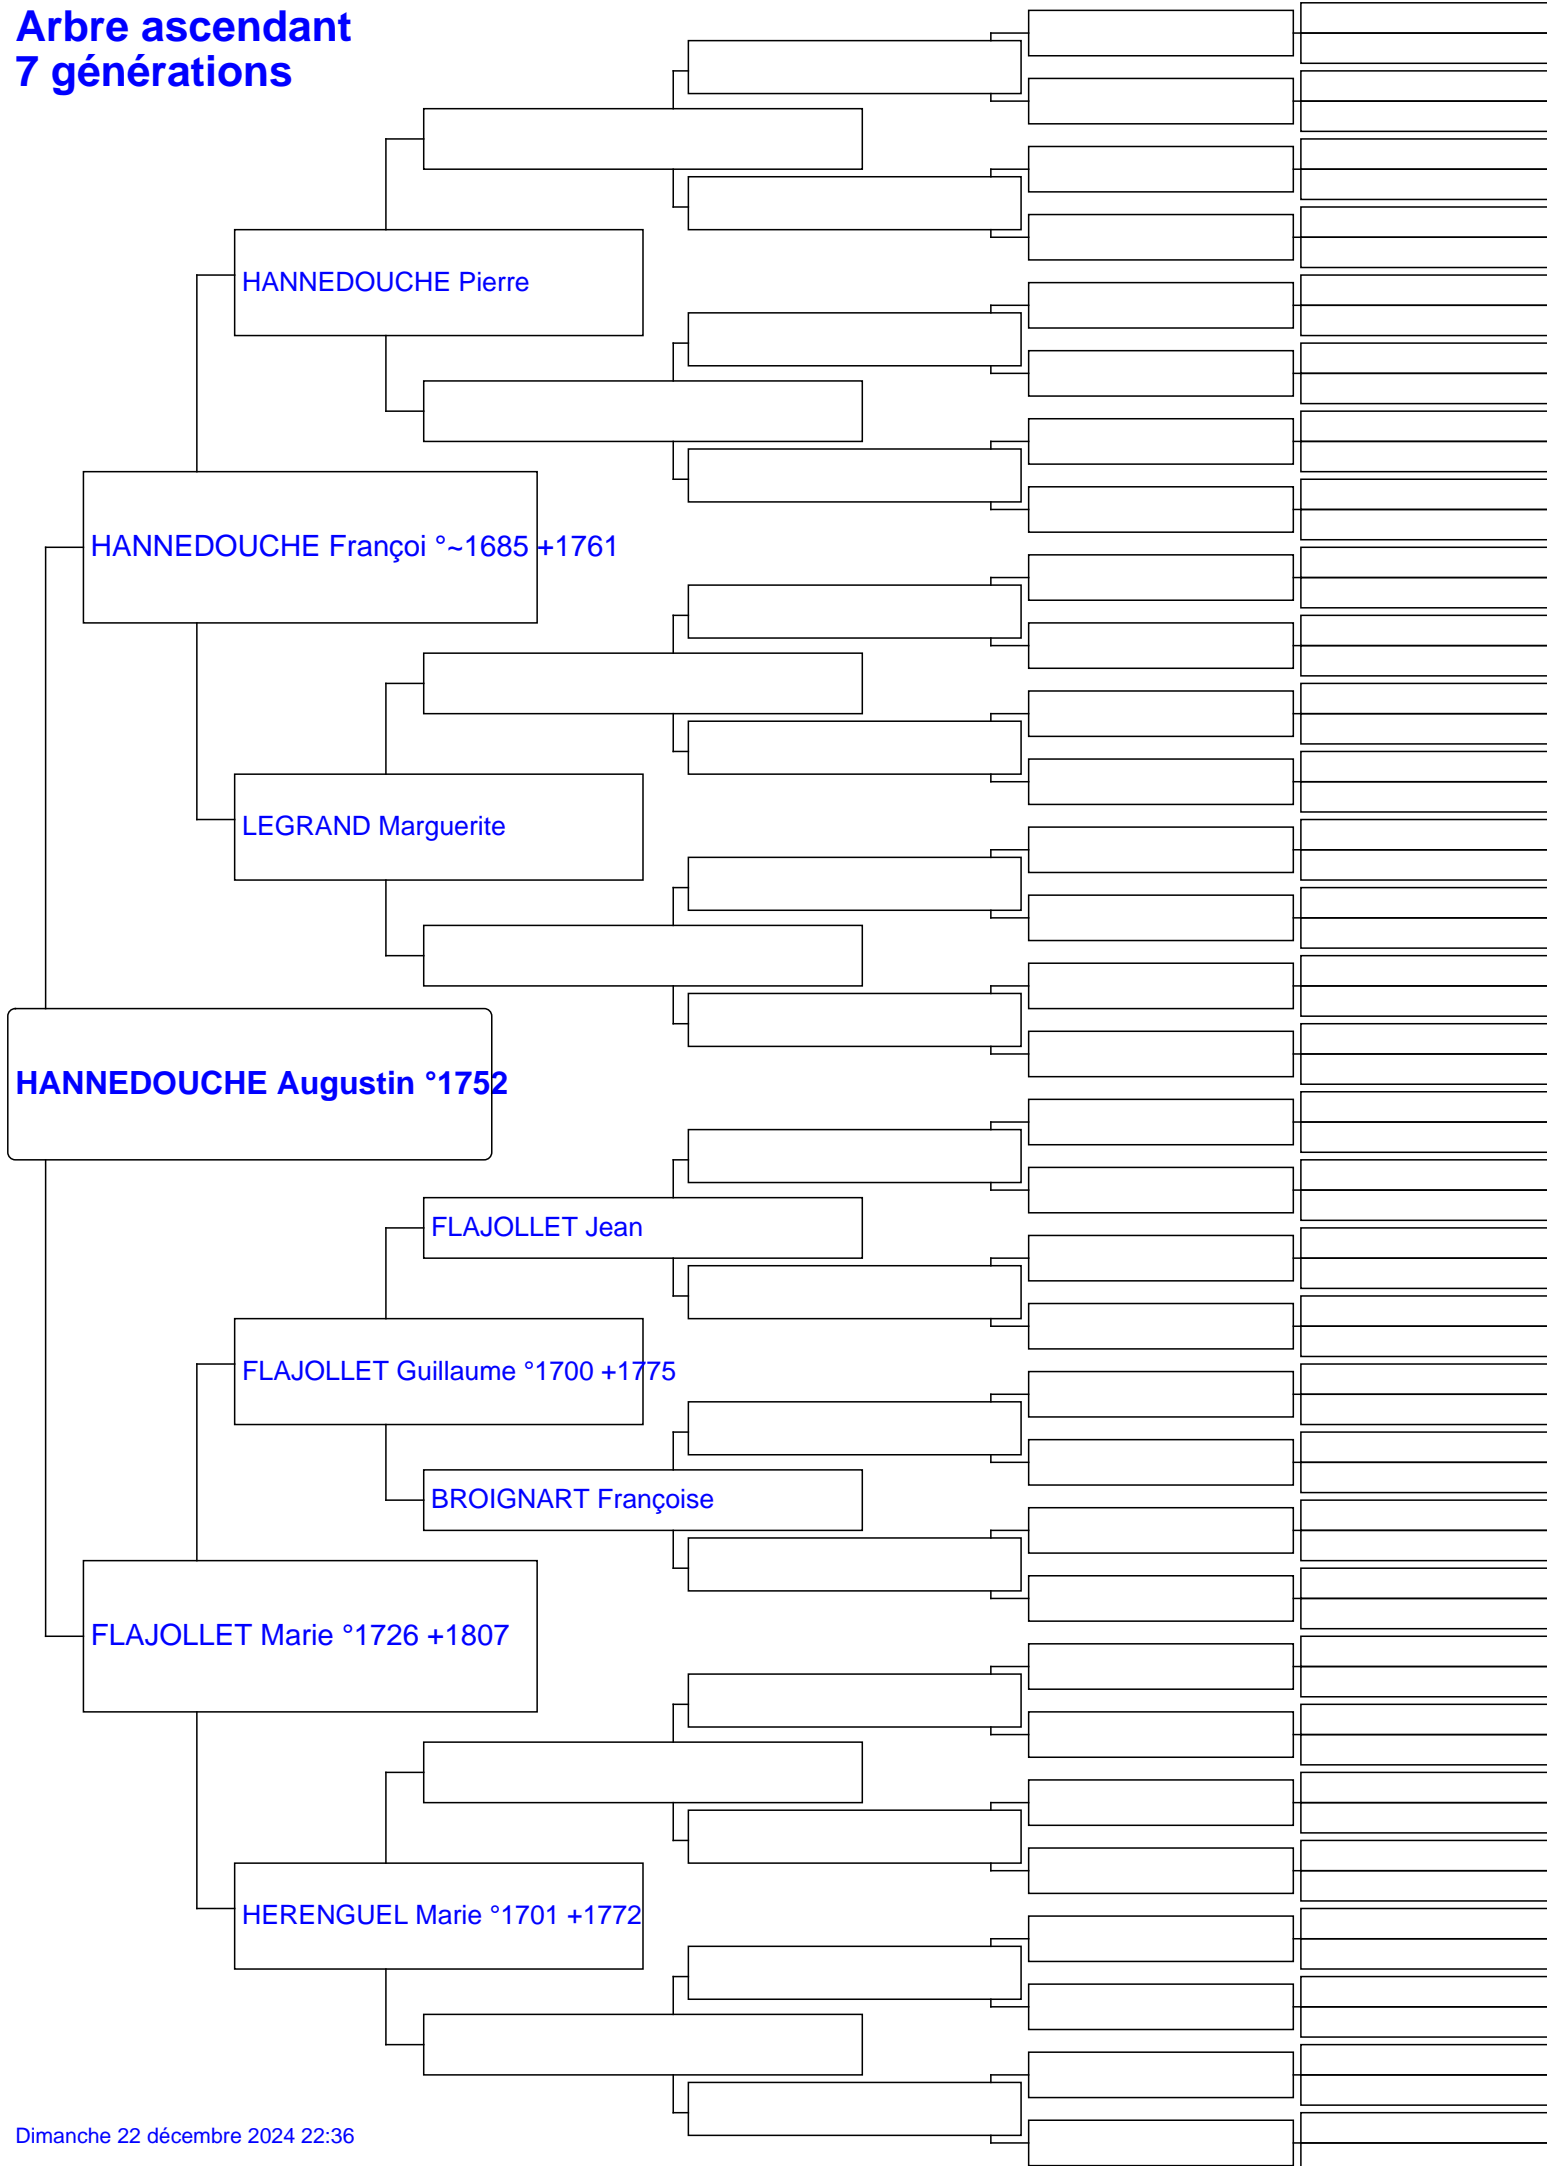 Arbre ascendant
7 générations
HANNEDOUCHE Pierre
HANNEDOUCHE Françoi °~1685 +1761
LEGRAND Marguerite
HANNEDOUCHE Augustin °1752
FLAJOLLET Jean
FLAJOLLET Guillaume °1700 +1775
BROIGNART Françoise
FLAJOLLET Marie °1726 +1807
HERENGUEL Marie °1701 +1772
Dimanche 22 décembre 2024 22:36